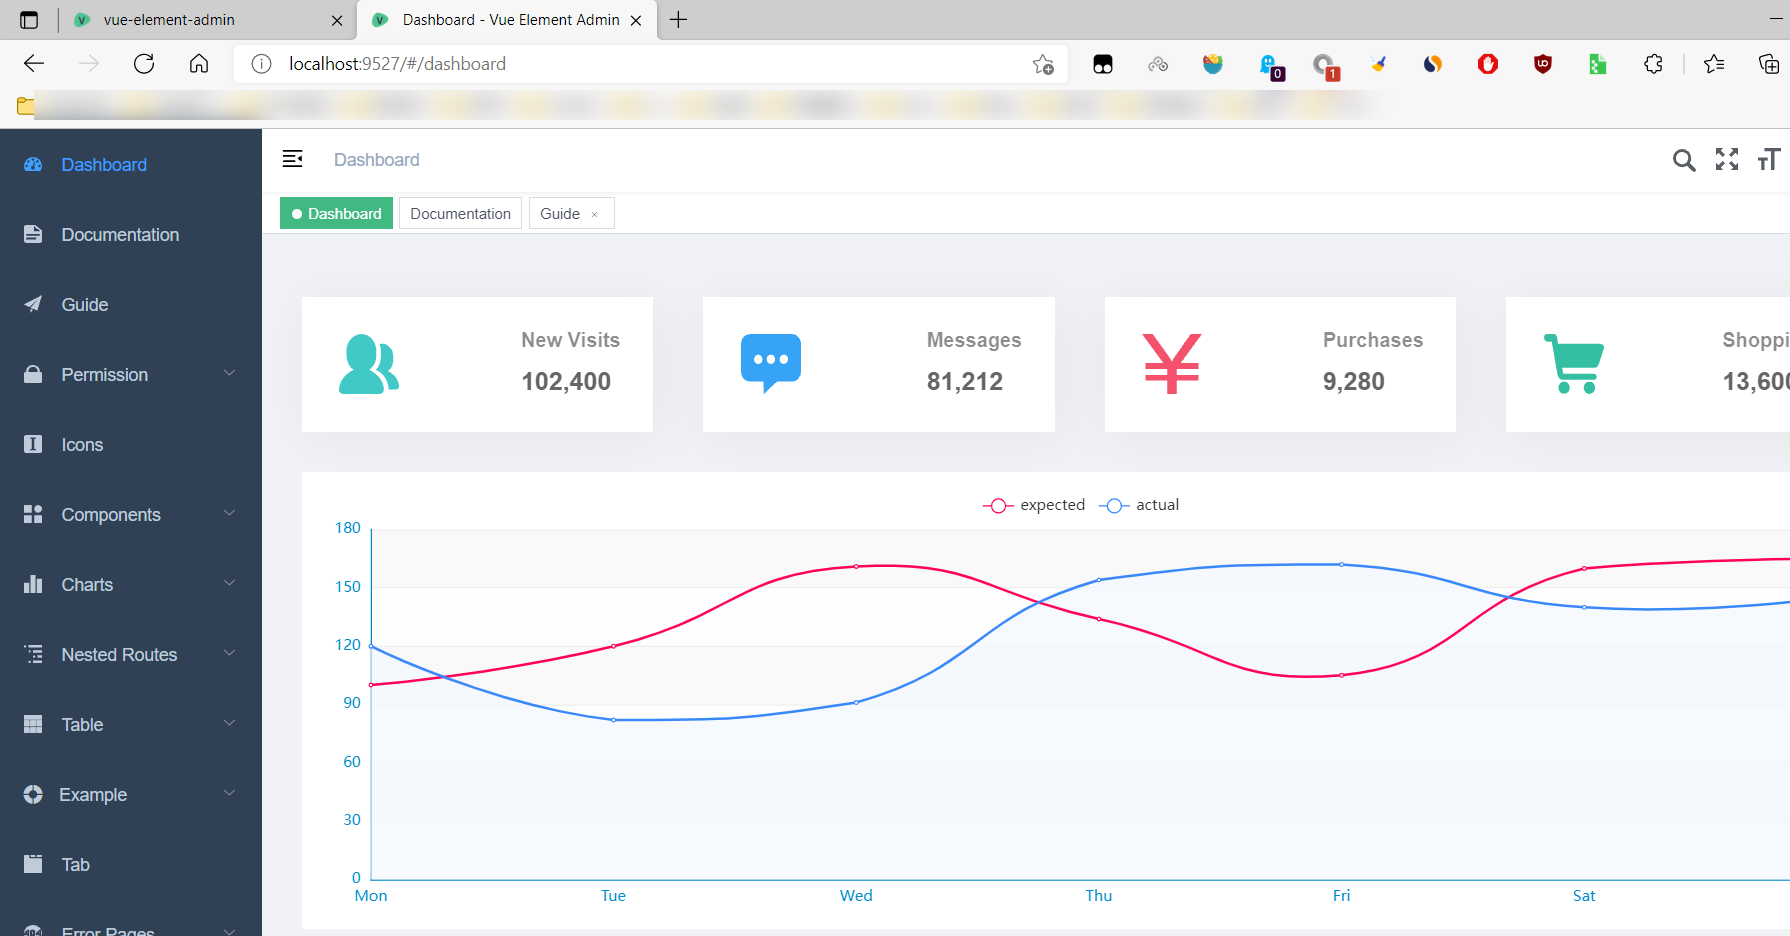 vue-element-admin
Dashboard - Vue Element Admin
localhost:9527/#/dashboard
0
1
Dashboard
Documentation
Guide
Permission
Icons
Components
Charts
Nested Routes
Table
Example
Tab
Error Pages
Dashboard
Dashboard Documentation Guide ×
New Visits
102,400
Messages
81,212
Purchases
9,280
Shoppi
13,600
expected actual
180
150
120
90
60
30
0
Mon Tue Wed Thu Fri Sat